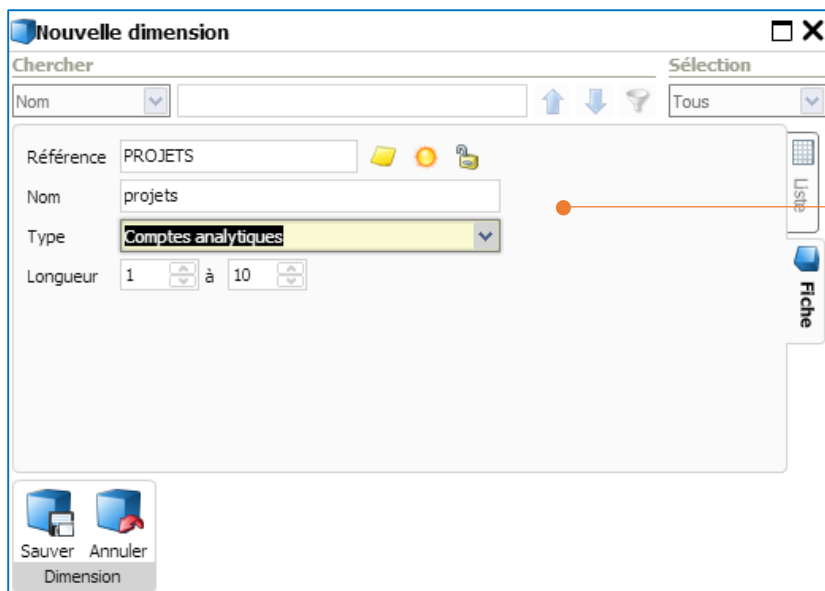 Nouvelle dimension
Chercher Sélection
Nom Tous
Référence PROJETS
Nom projets
Type Comptes analytiques
Longueur 1 à 10
Liste
Fiche
Sauver Annuler
Dimension